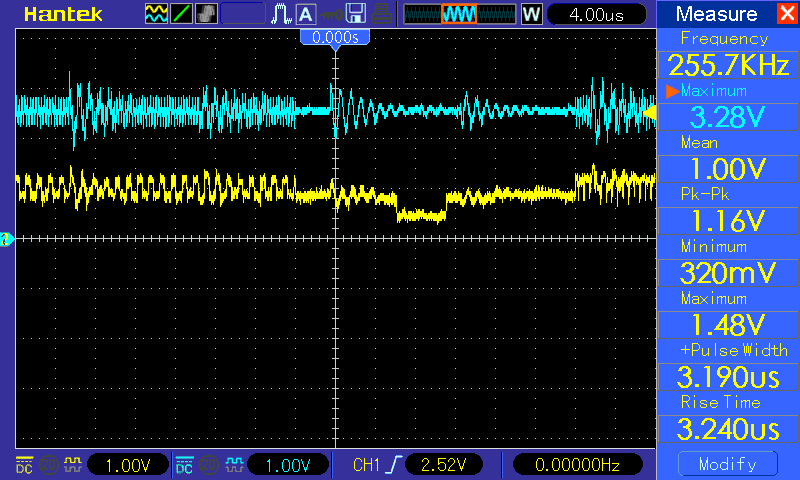 Hantek
A
W
4.00us
Measure
0.000s
Frequency
255.7KHz
Maximum
3.28V
Mean
1.00V
Pk-Pk
1.16V
Minimum
320mV
Maximum
1.48V
+Pulse Width
3.190us
Rise Time
3.240us
Modify
DC
1.00V
DC
1.00V
CH1
2.52V
0.00000Hz